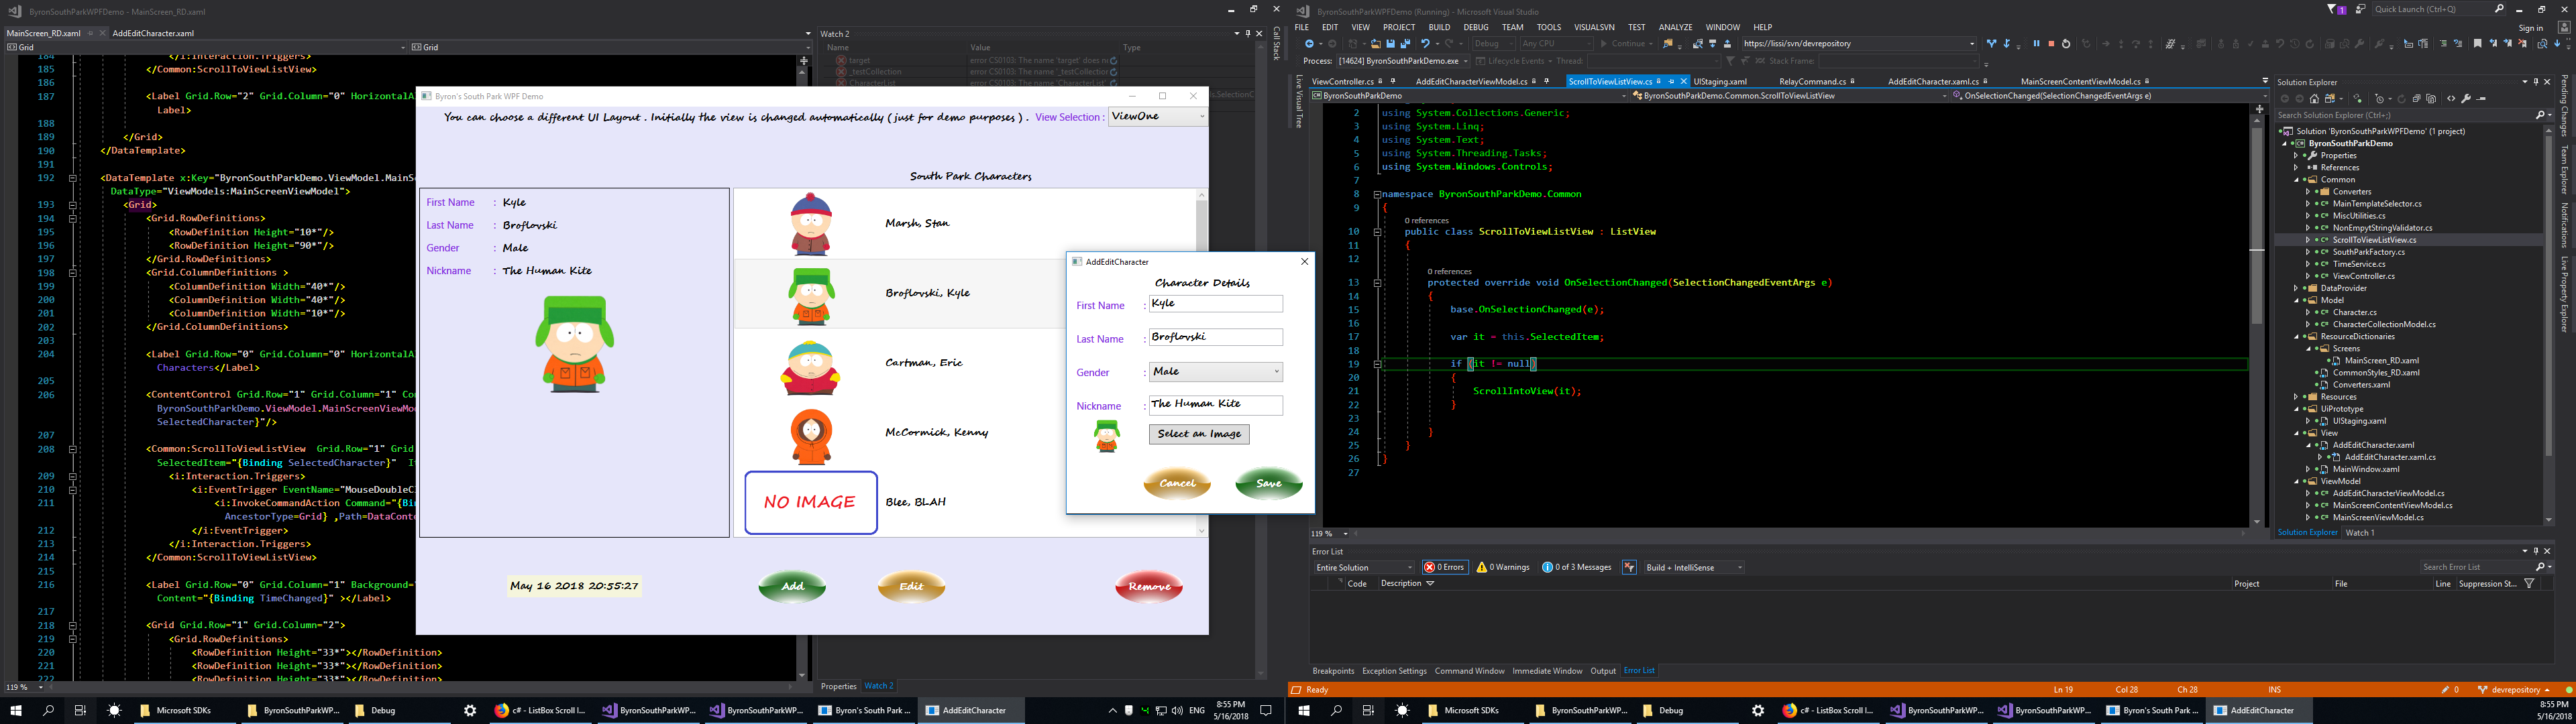 ByronSouthParkWPFDemo - MainScreen_RD.xaml
MainScreen_RD.xaml
AddEditCharacter.xaml
Grid
Grid
184 </i:Interaction.Triggers>
185 </Common:ScrollToViewListView>
186
187 <Label Grid.Row="2" Grid.Column="0" HorizontalAl
Label>
188
189 </Grid>
190 </DataTemplate>
191
192 <DataTemplate x:Key="ByronSouthParkDemo.ViewModel.MainSc
DataType="ViewModels:MainScreenViewModel">
193 <Grid>
194 <Grid.RowDefinitions>
195 <RowDefinition Height="10*"/>
196 <RowDefinition Height="90*"/>
197 </Grid.RowDefinitions>
198 <Grid.ColumnDefinitions >
199 <ColumnDefinition Width="40*"/>
200 <ColumnDefinition Width="40*"/>
201 <ColumnDefinition Width="10*"/>
202 </Grid.ColumnDefinitions>
203
204 <Label Grid.Row="0" Grid.Column="0" HorizontalAl
Characters</Label>
205
206 <ContentControl Grid.Row="1" Grid.Column="1" Con
ByronSouthParkDemo.ViewModel.MainScreenViewMod
SelectedCharacter}"/>
207
208 <Common:ScrollToViewListView Grid.Row="1" Grid
SelectedItem="{Binding SelectedCharacter}" It
209 <i:Interaction.Triggers>
210 <i:EventTrigger EventName="MouseDoubleCl
211 <i:InvokeCommandAction Command="{Bin
AncestorType=Grid} ,Path=DataConte
212 </i:EventTrigger>
213 </i:Interaction.Triggers>
214 </Common:ScrollToViewListView>
215
216 <Label Grid.Row="0" Grid.Column="1" Background="
Content="{Binding TimeChanged}" ></Label>
217
218 <Grid Grid.Row="1" Grid.Column="2">
219 <Grid.RowDefinitions>
220 <RowDefinition Height="33*"></RowDefinition>
221 <RowDefinition Height="33*"></RowDefinition>
222 <RowDefinition Height="33*"></RowDefinition>
119 %
Watch 2
Name Value Type
target error CS0103: The name 'target' does n
_testCollection error CS0103: The name '_testCollection
CharacterList error CS0103: The name 'CharacterList'
Properties Watch 2
Call Stack
Byron's South Park WPF Demo
You can choose a different UI Layout . Initially the view is changed automatically ( just for demo purposes ) . View Selection : ViewOne
South Park Characters
First Name : Kyle
Last Name : Broflovski
Gender : Male
Nickname : The Human Kite
Marsh, Stan
Broflovski, Kyle
Cartman, Eric
McCormick, Kenny
NO IMAGE
Blee, BLAH
May 16 2018 20:55:27
Add
Edit
Remove
AddEditCharacter
Character Details
First Name : Kyle
Last Name : Broflovski
Gender : Male
Nickname : The Human Kite
Select an Image
Cancel
Save
ByronSouthParkWPFDemo (Running) - Microsoft Visual Studio
1
Quick Launch (Ctrl+Q)
FILE EDIT VIEW PROJECT BUILD DEBUG TEAM TOOLS VISUALSVN TEST ANALYZE WINDOW HELP
Sign in
Debug Any CPU Continue https://lissi/svn/devrepository
Process: [14624] ByronSouthParkDemo.exe Lifecycle Events Thread: Stack Frame:
ViewController.cs AddEditCharacterViewModel.cs ScrollToViewListView.cs UIStaging.xaml RelayCommand.cs AddEditCharacter.xaml.cs MainScreenContentViewModel.cs
ByronSouthParkDemo ByronSouthParkDemo.Common.ScrollToViewListView OnSelectionChanged(SelectionChangedEventArgs e)
Live Visual Tree
2 using System.Collections.Generic;
3 using System.Linq;
4 using System.Text;
5 using System.Threading.Tasks;
6 using System.Windows.Controls;
7
8 namespace ByronSouthParkDemo.Common
9 {
0 references
10 public class ScrollToViewListView : ListView
11 {
12
0 references
13 protected override void OnSelectionChanged(SelectionChangedEventArgs e)
14 {
15 base.OnSelectionChanged(e);
16
17 var it = this.SelectedItem;
18
19 if (it != null)
20 {
21 ScrollIntoView(it);
22 }
23
24 }
25 }
26 }
27
119 %
Solution Explorer
Search Solution Explorer (Ctrl+;)
Solution 'ByronSouthParkWPFDemo' (1 project)
ByronSouthParkDemo
Properties
References
Common
Converters
MainTemplateSelector.cs
MiscUtilities.cs
NonEmpytStringValidator.cs
ScrollToViewListView.cs
SouthParkFactory.cs
TimeService.cs
ViewController.cs
DataProvider
Model
Character.cs
CharacterCollectionModel.cs
ResourceDictionaries
Screens
MainScreen_RD.xaml
CommonStyles_RD.xaml
Converters.xaml
Resources
UiPrototype
UIStaging.xaml
View
AddEditCharacter.xaml
AddEditCharacter.xaml.cs
MainWindow.xaml
ViewModel
AddEditCharacterViewModel.cs
MainScreenContentViewModel.cs
MainScreenViewModel.cs
Solution Explorer Watch 1
Pending Changes
Team Explorer
Notifications
Live Property Explorer
Error List
Entire Solution 0 Errors 0 Warnings 0 of 3 Messages Build + IntelliSense
Search Error List
Code Description Project File Line Suppression St...
Breakpoints Exception Settings Command Window Immediate Window Output Error List
Ready Ln 19 Col 28 Ch 28 INS 0 devrepository
Microsoft SDKs ByronSouthParkWP... Debug c# - ListBox Scroll I... ByronSouthParkWP... ByronSouthParkWP... Byron's South Park ... AddEditCharacter ENG 8:55 PM
5/16/2018
Microsoft SDKs ByronSouthParkWP... Debug c# - ListBox Scroll I... ByronSouthParkWP... ByronSouthParkWP... Byron's South Park ... AddEditCharacter 8:55 PM
5/16/2018